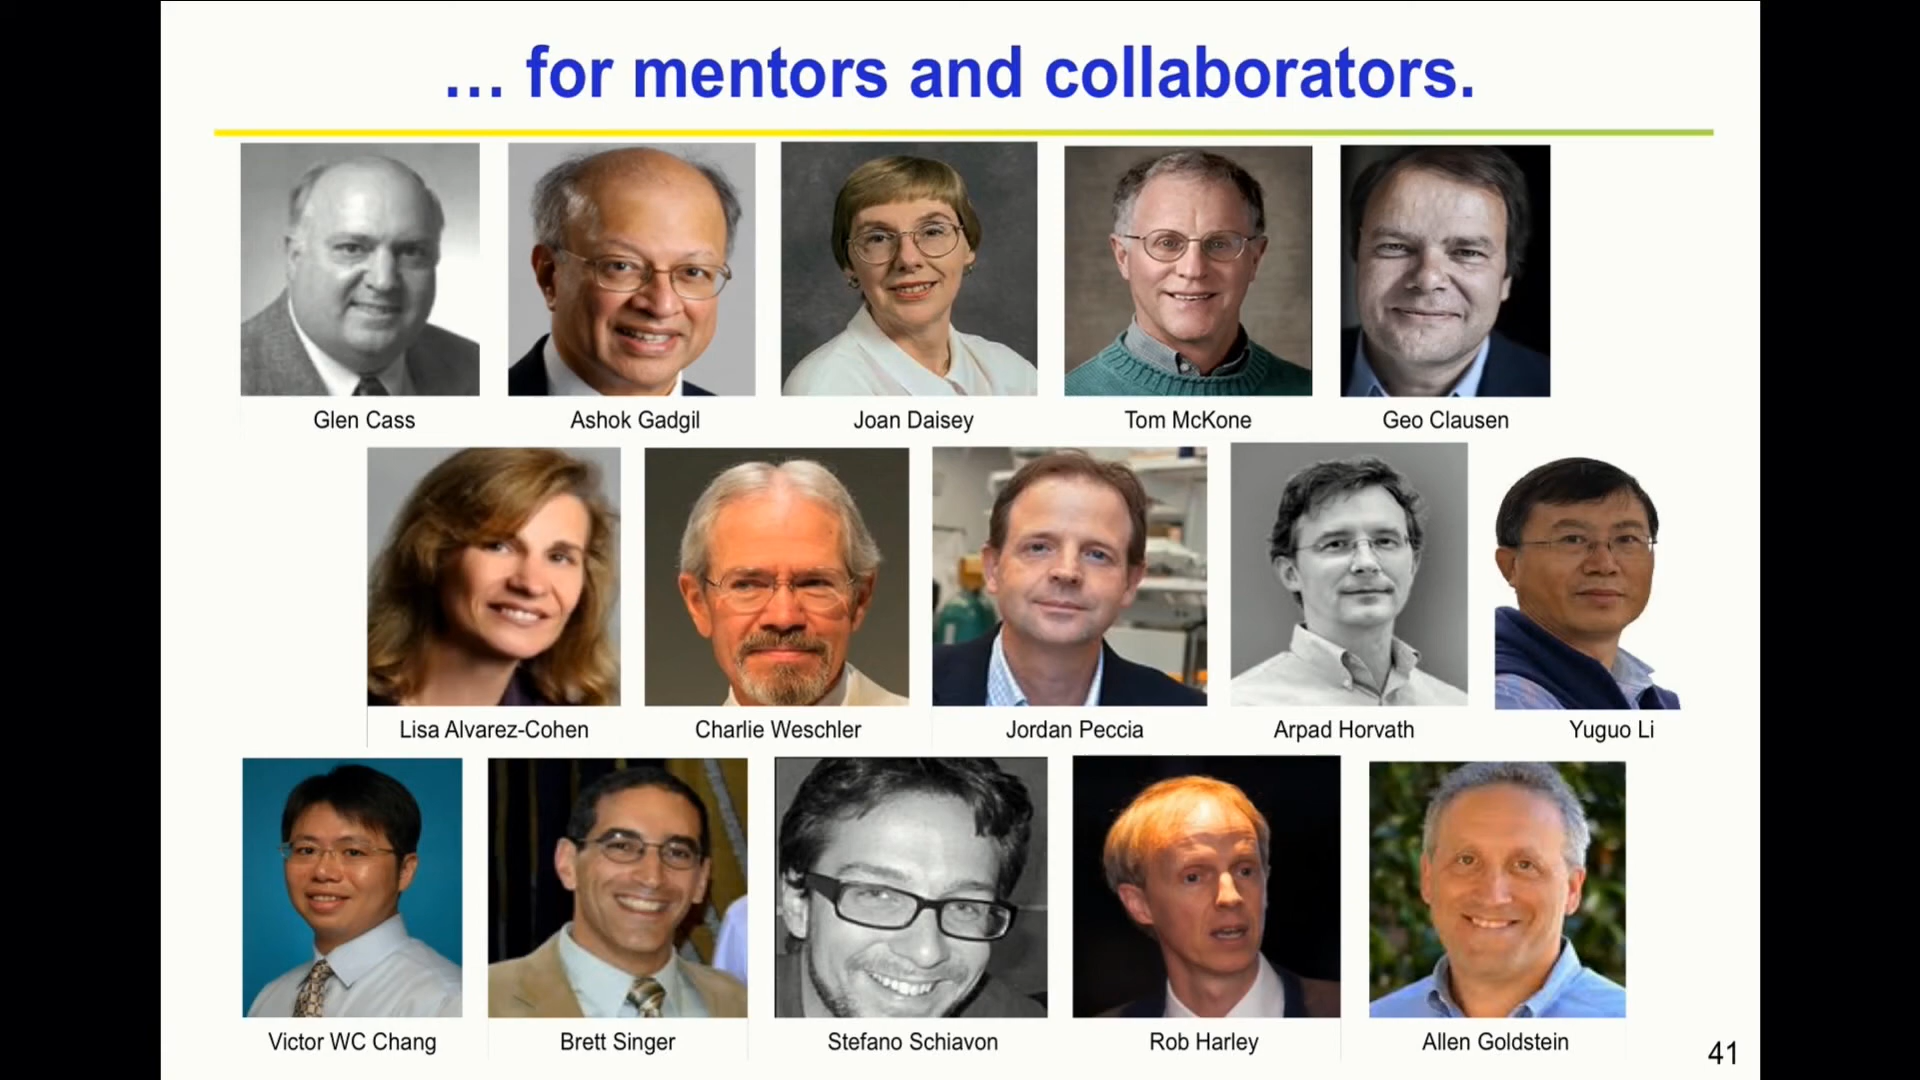 … for mentors and collaborators.
Glen Cass
Ashok Gadgil
Joan Daisey
Tom McKone
Geo Clausen
Lisa Alvarez-Cohen
Charlie Weschler
Jordan Peccia
Arpad Horvath
Yuguo Li
Victor WC Chang
Brett Singer
Stefano Schiavon
Rob Harley
Allen Goldstein
41